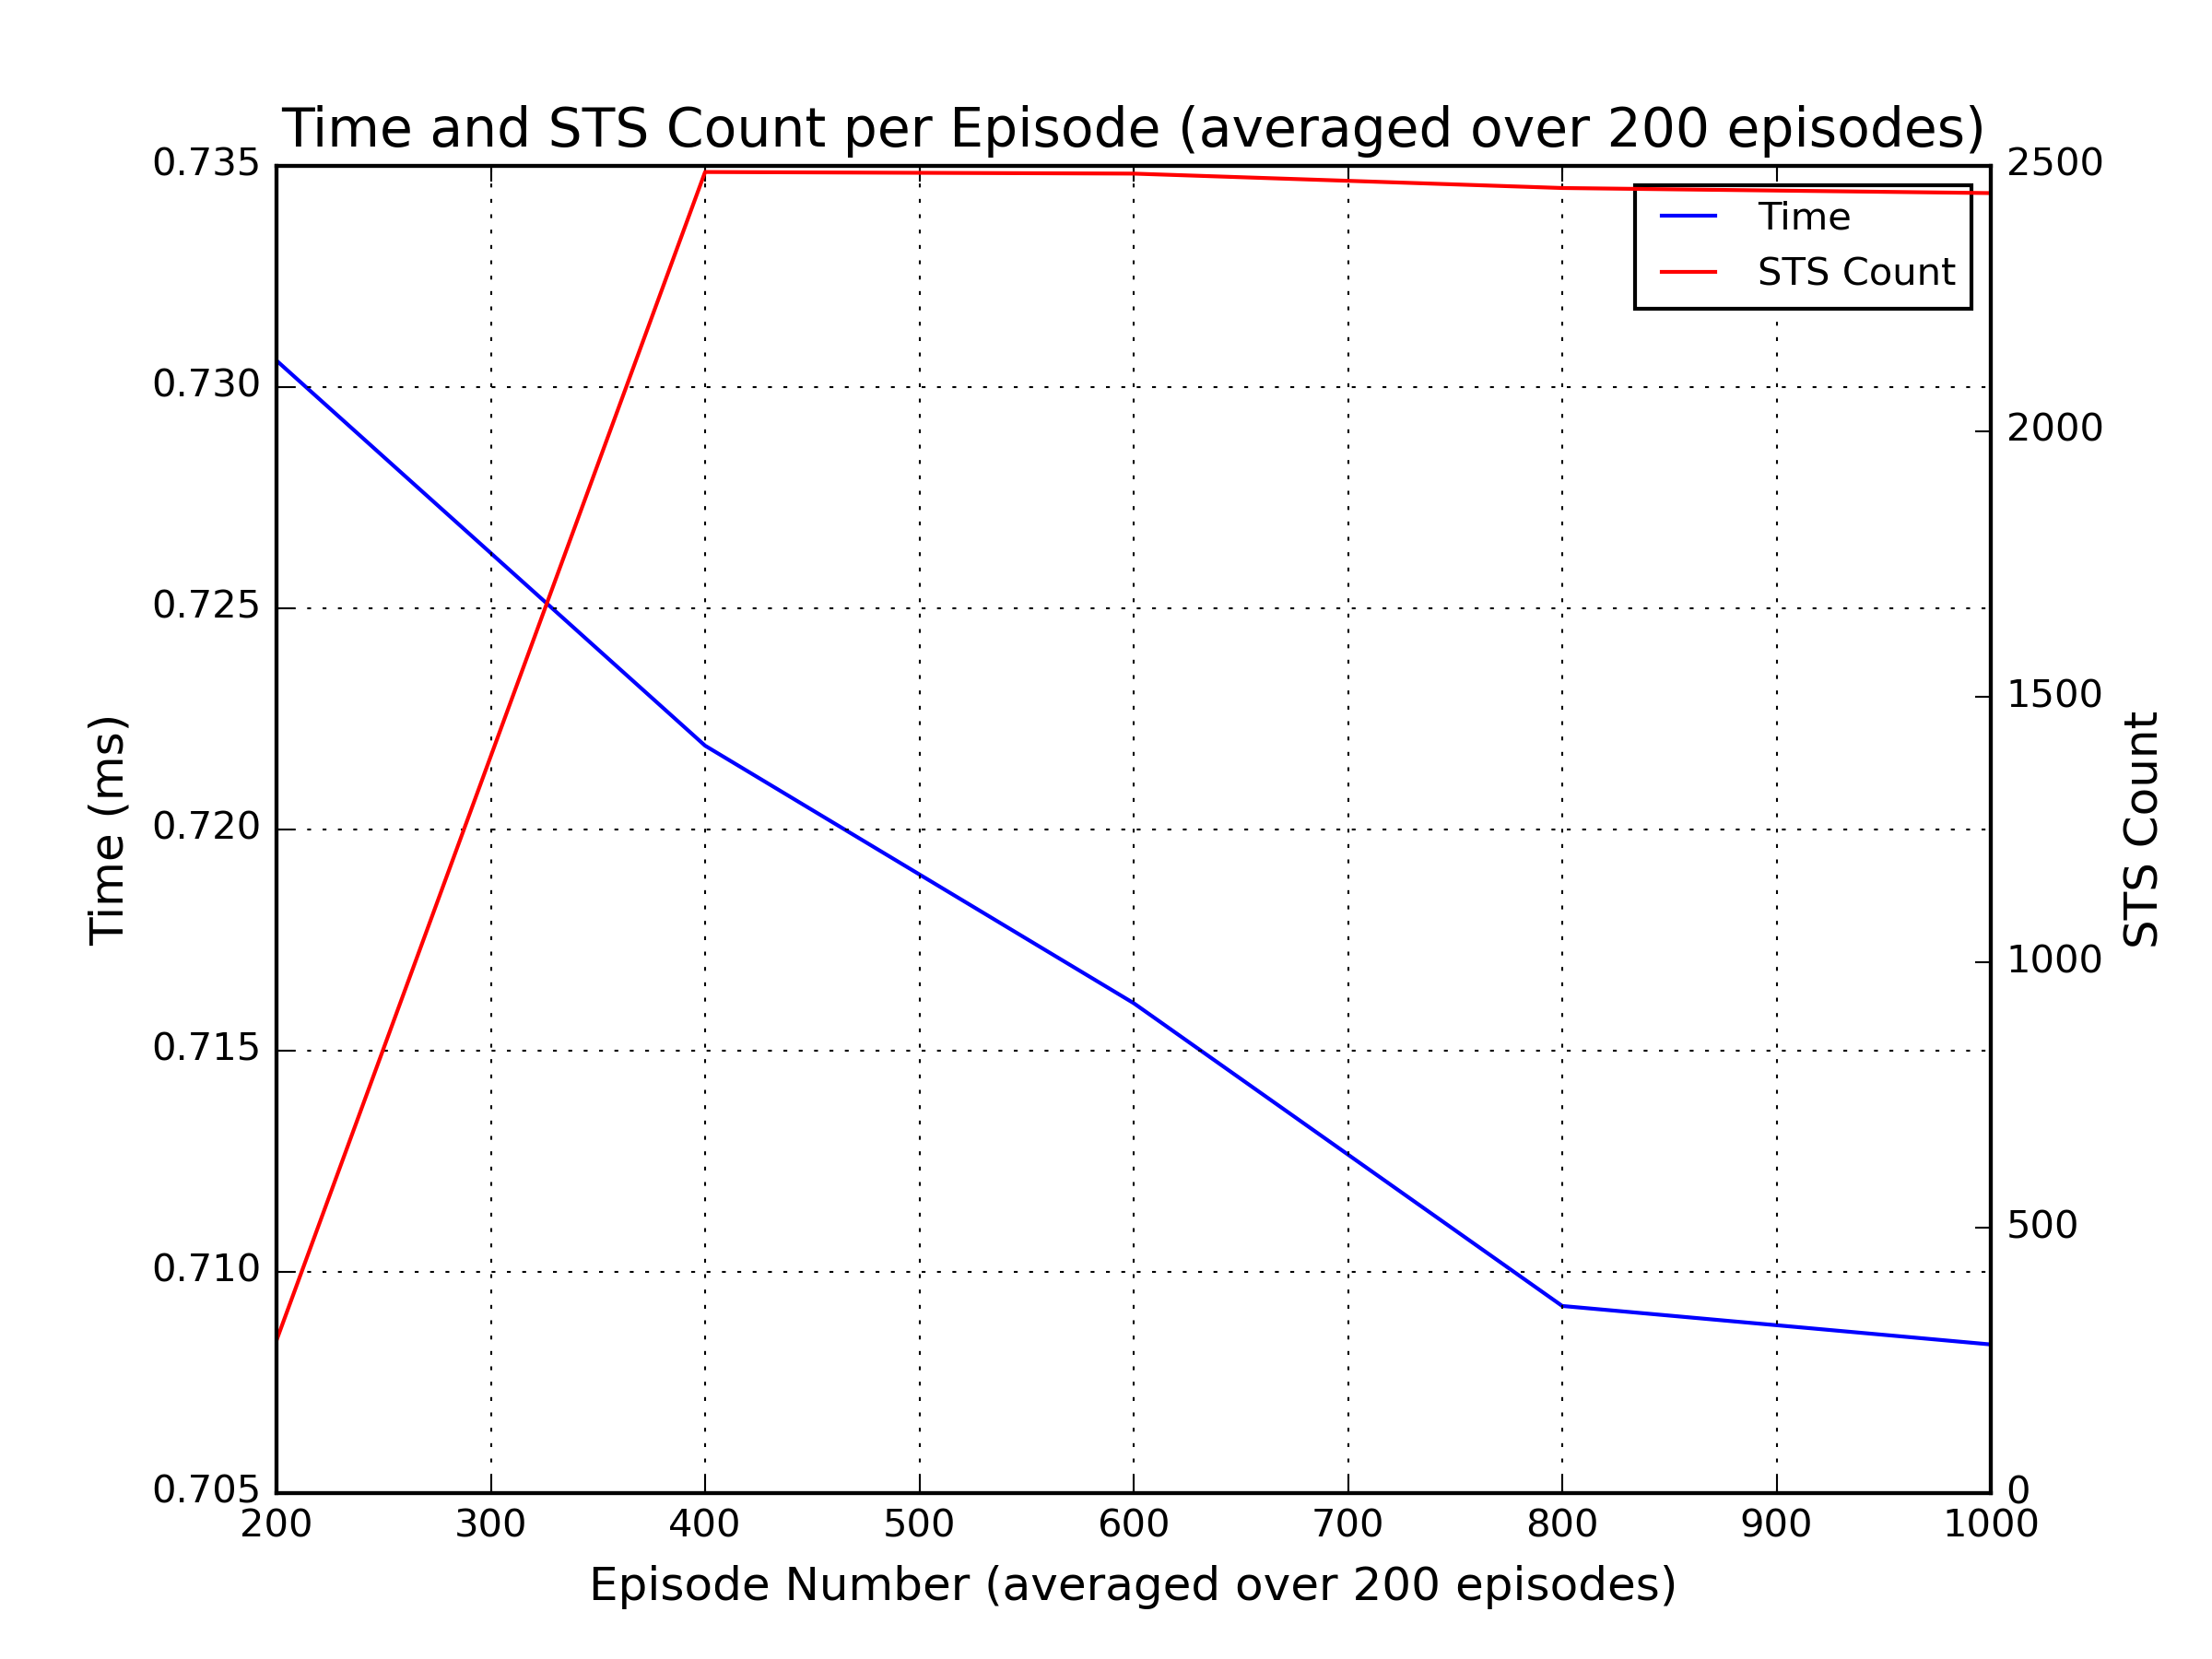 Time and STS Count per Episode (averaged over 200 episodes)
0.735
0.730
0.725
0.720
0.715
0.710
0.705
Time (ms)
2500
2000
1500
1000
500
0
STS Count
Time
STS Count
200 300 400 500 600 700 800 900 1000
Episode Number (averaged over 200 episodes)